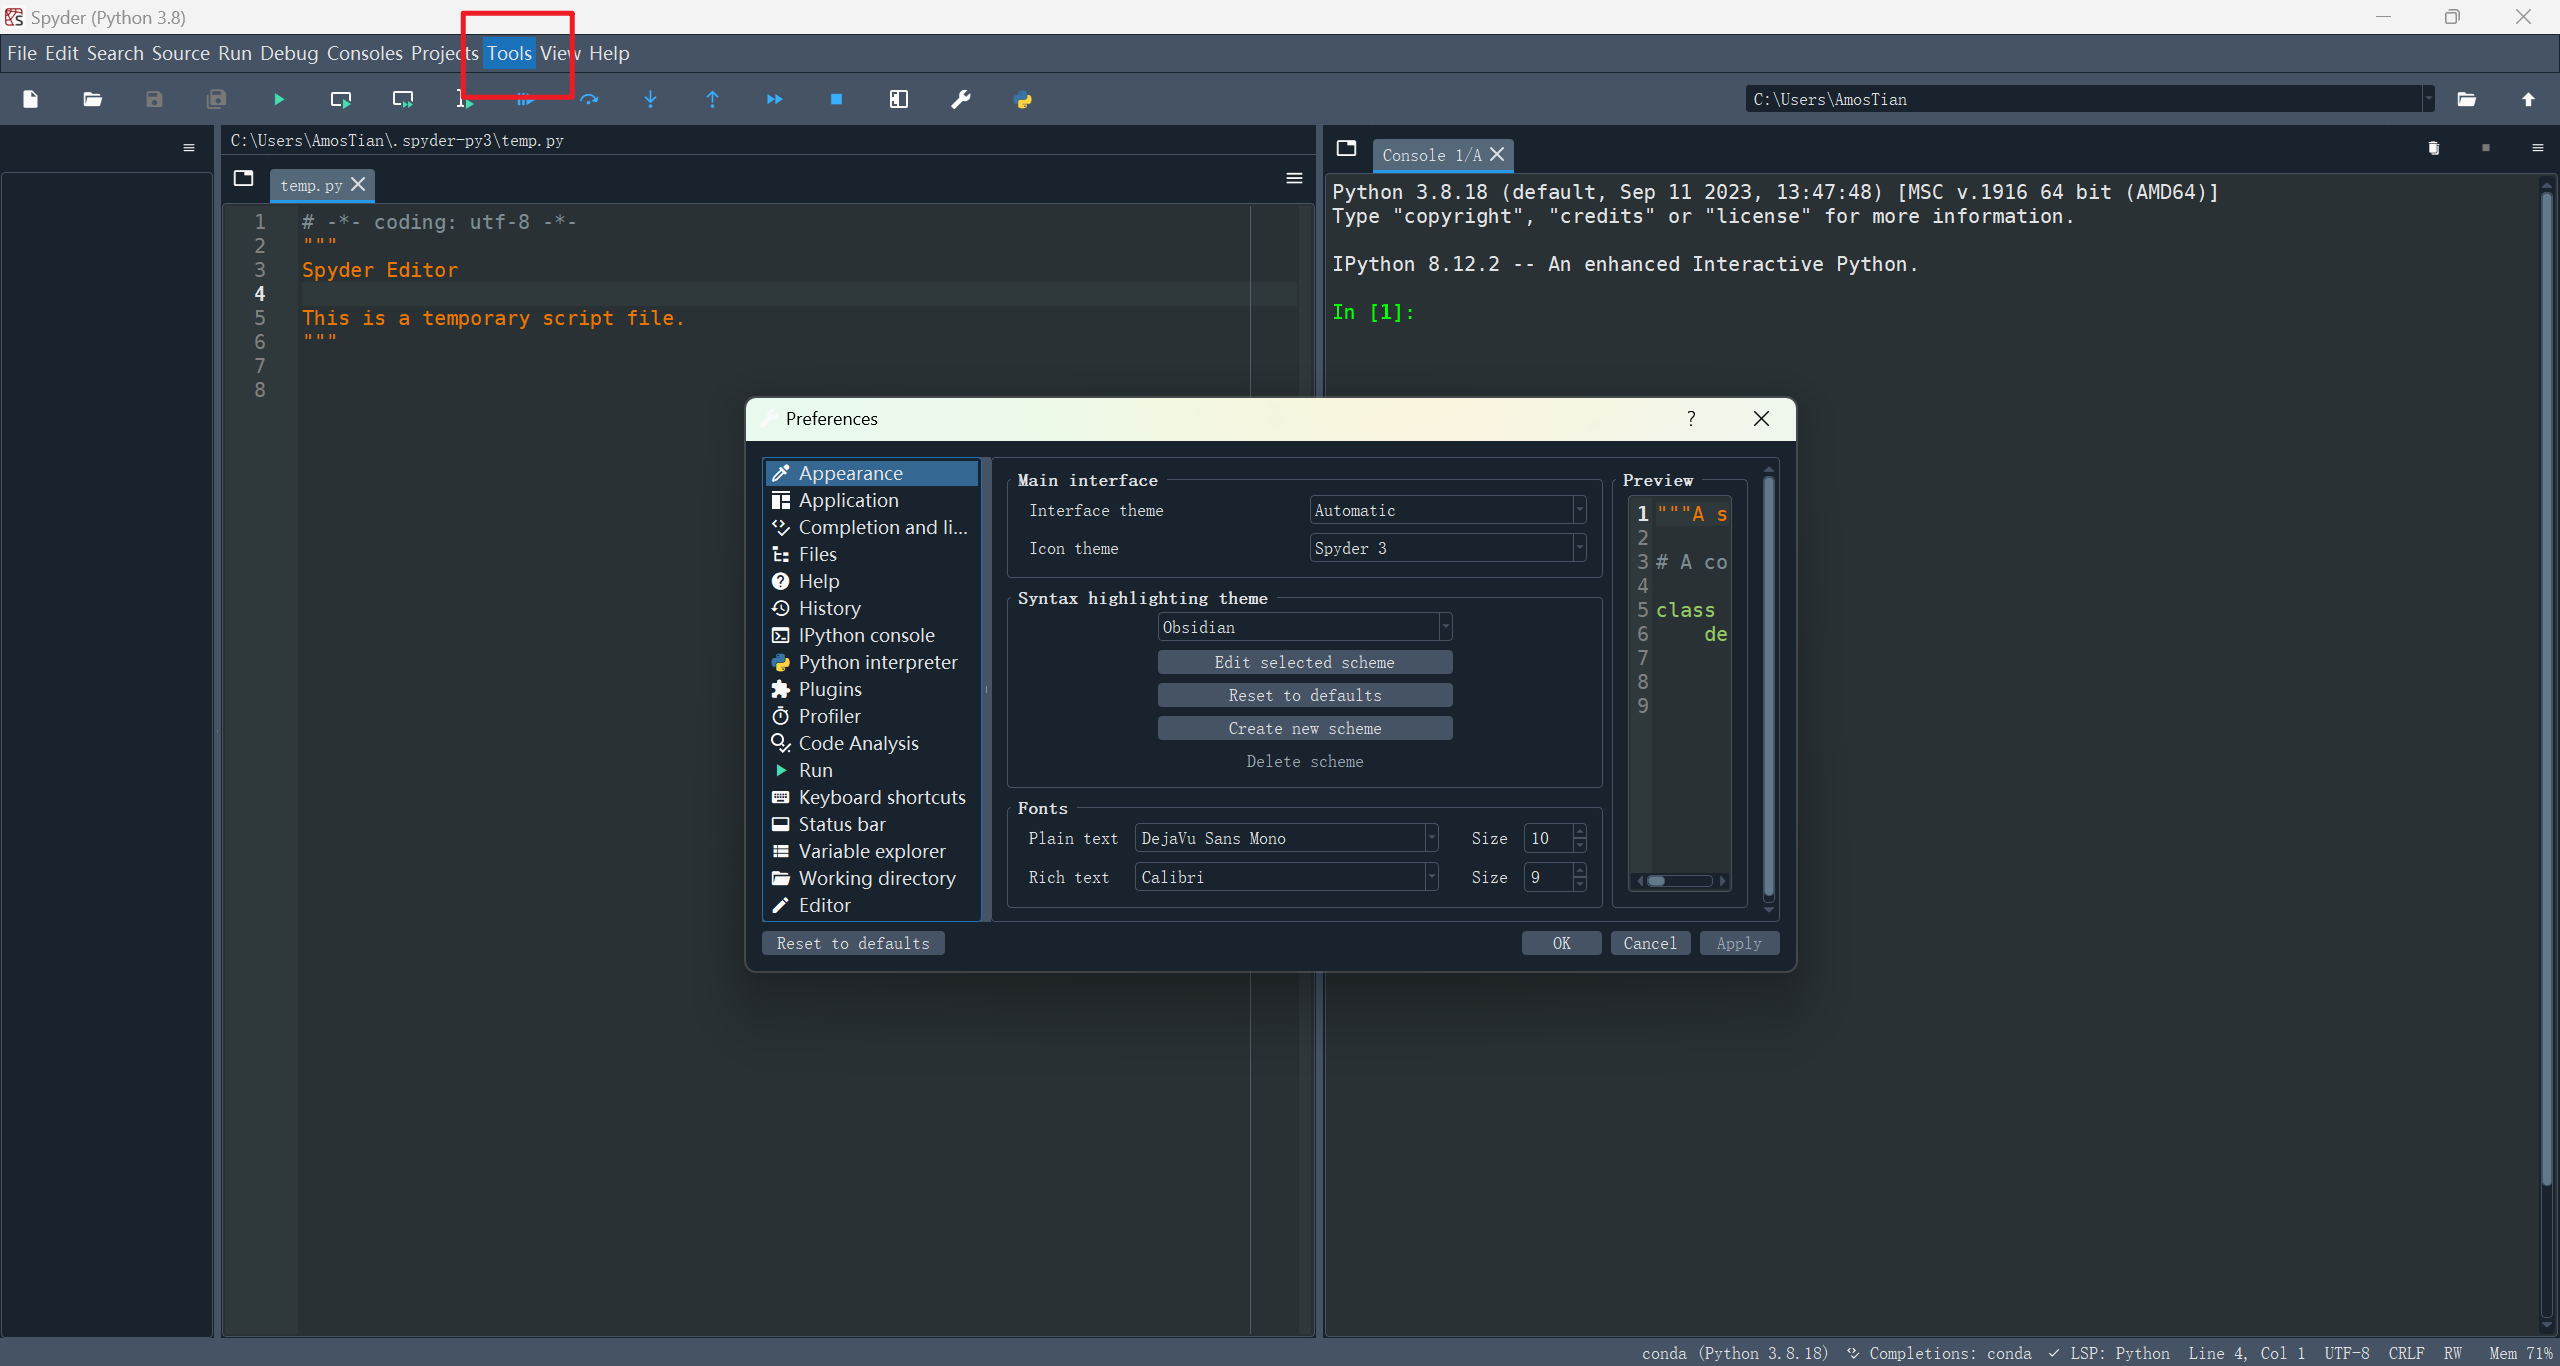 Spyder (Python 3.8)
File Edit Search Source Run Debug Consoles Projects Tools View Help
C:\Users\AmosTian
C:\Users\AmosTian\.spyder-py3\temp.py
temp.py
1 # -*- coding: utf-8 -*-
2 """
3 Spyder Editor
4
5 This is a temporary script file.
6 """
7
8
Console 1/A
Python 3.8.18 (default, Sep 11 2023, 13:47:48) [MSC v.1916 64 bit (AMD64)]
Type "copyright", "credits" or "license" for more information.
IPython 8.12.2 -- An enhanced Interactive Python.
In [1]:
Preferences
?
Appearance
Application
Completion and li...
Files
Help
History
IPython console
Python interpreter
Plugins
Profiler
Code Analysis
Run
Keyboard shortcuts
Status bar
Variable explorer
Working directory
Editor
Main interface
Interface theme Automatic
Icon theme Spyder 3
Syntax highlighting theme
Obsidian
Edit selected scheme
Reset to defaults
Create new scheme
Delete scheme
Fonts
Plain text DejaVu Sans Mono Size 10
Rich text Calibri Size 9
Preview
1 """A s
2
3 # A co
4
5 class
6 de
7
8
9
Reset to defaults
OK Cancel Apply
conda (Python 3.8.18) Completions: conda LSP: Python Line 4, Col 1 UTF-8 CRLF RW Mem 71%